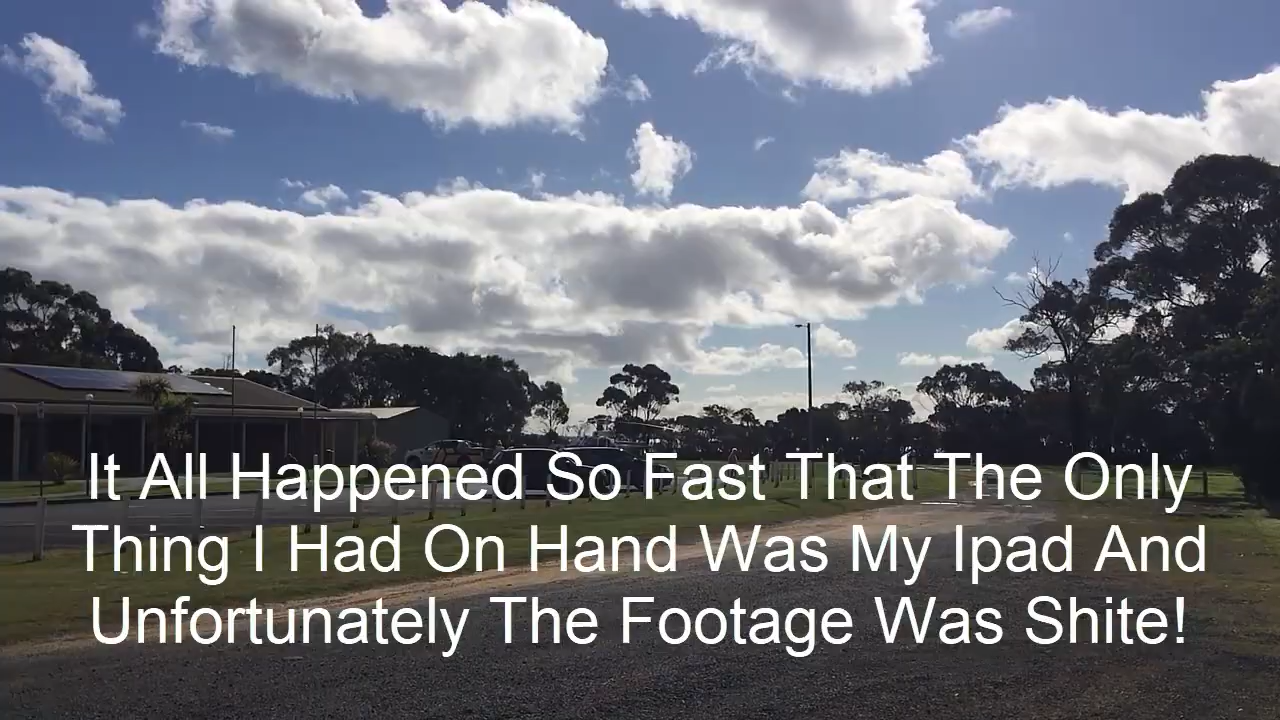 It All Happened So Fast That The Only
Thing I Had On Hand Was My Ipad And
Unfortunately The Footage Was Shite!